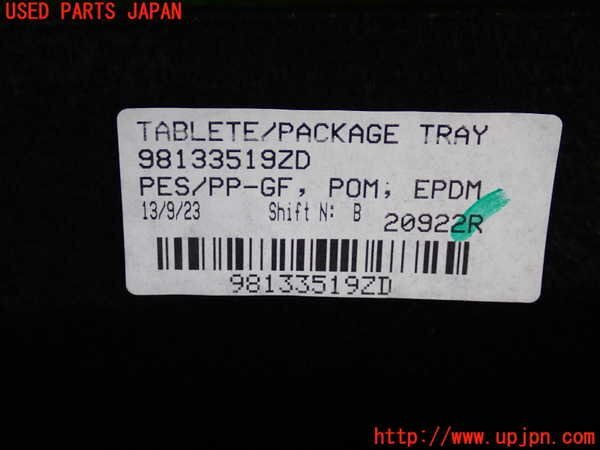 USED PARTS JAPAN
TABLETE/PACKAGE TRAY
98133519ZD
PES/PP-GF, POM, EPDM
13/9/23 Shift N: B 20922R
98133519ZD
http://www.upjpn.com/